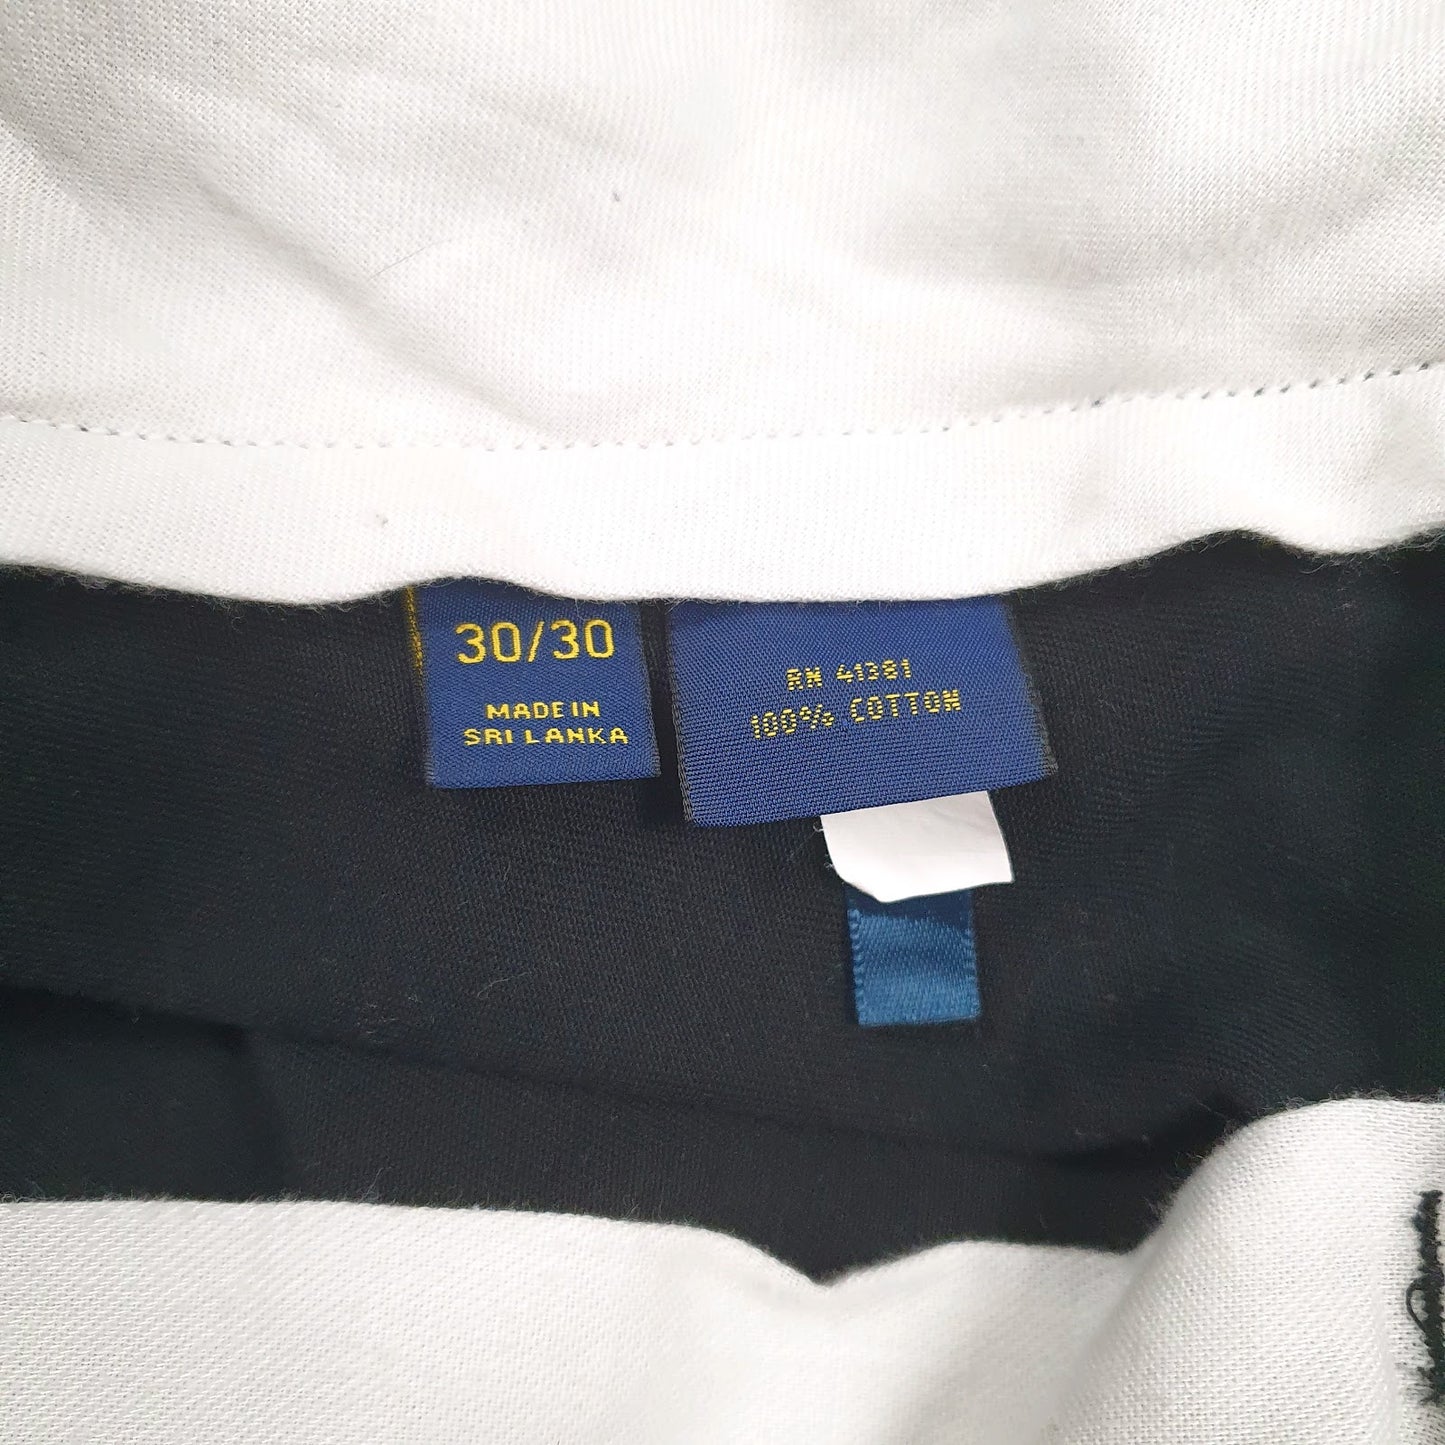 30/30
MADE IN
SRI LANKA
RN 41381
100% COTTON